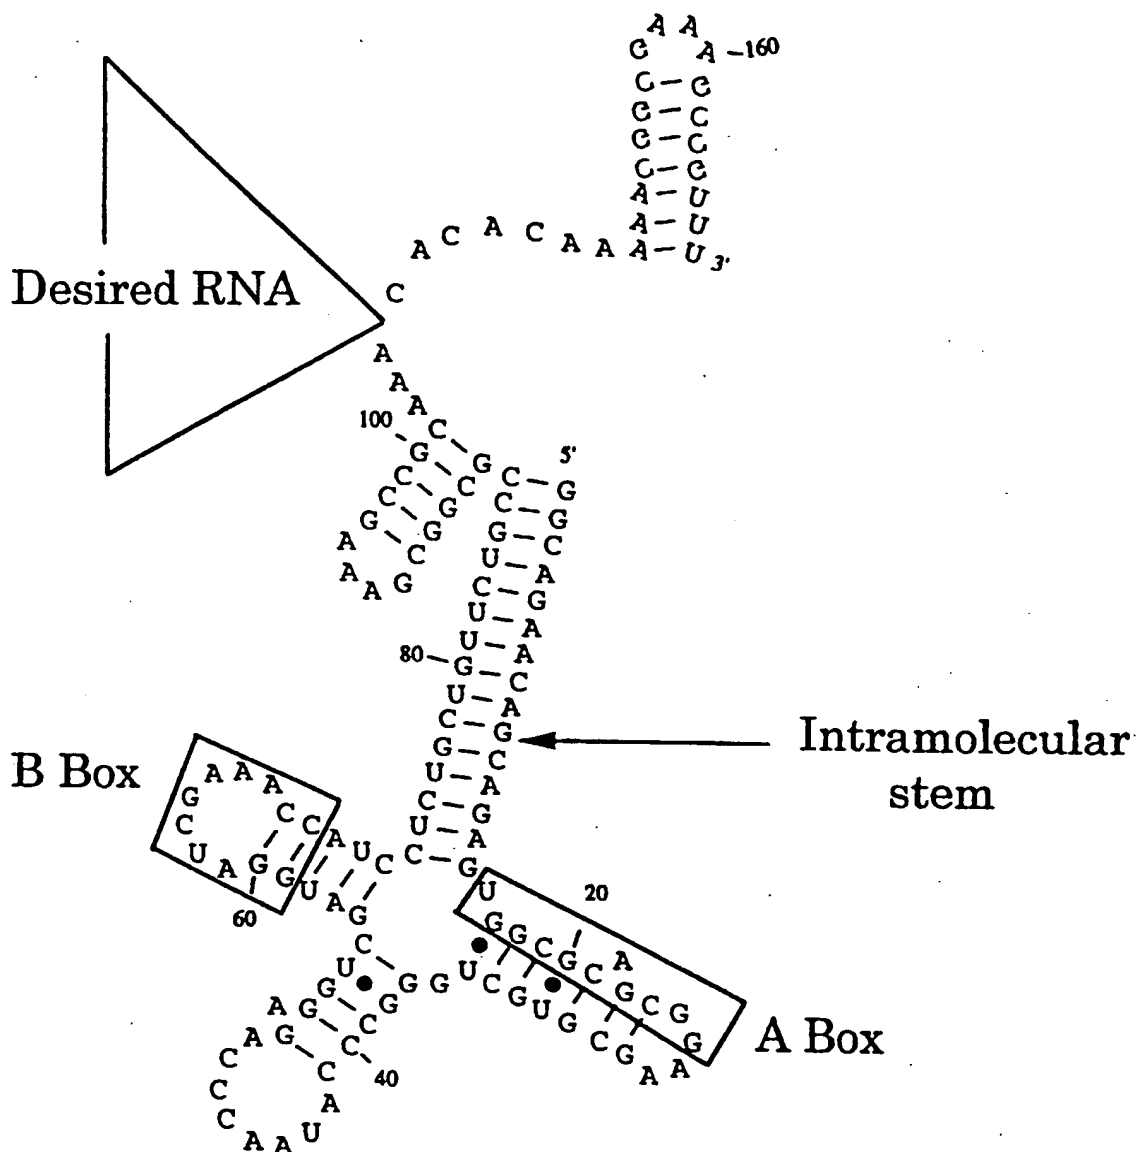 A A
A –160
U
A U
A U 3'
C A C A C A A A
Desired RNA
A A A C G C C G U C U U G U C G U C U C
100
G C C G A A A G C G G C
5'
G G C A G A A C A G C A G A G
80
Intramolecular
stem
B Box
G G A U C G A A A C C A U C
60
U A G C U G G A G A C C C A A U A C C C G G G U C G U G C G A A
40
U G G C G C A G C G G
20
A Box